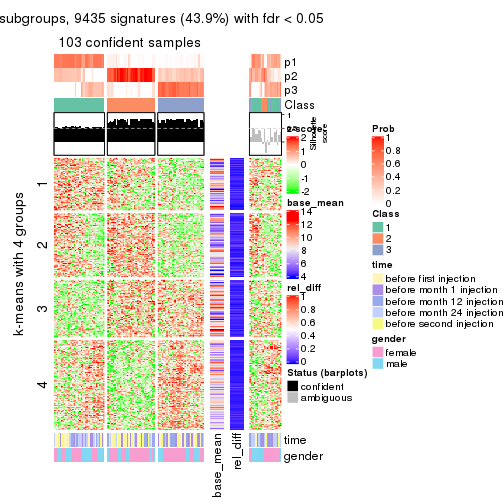 subgroups, 9435 signatures (43.9%) with fdr < 0.05
103 confident samples
p1
p2
p3
Class
1
Silhouette
score
k-means with 4 groups
1
2
3
4
time
gender
base_mean
rel_diff
z-score
2
1
0
-1
-2
base_mean
14
12
10
8
6
4
rel_diff
1
0.8
0.6
0.4
0.2
0
Status (barplots)
confident
ambiguous
Prob
1
0.8
0.6
0.4
0.2
0
Class
1
2
3
time
before first injection
before month 1 injection
before month 12 injection
before month 24 injection
before second injection
gender
female
male